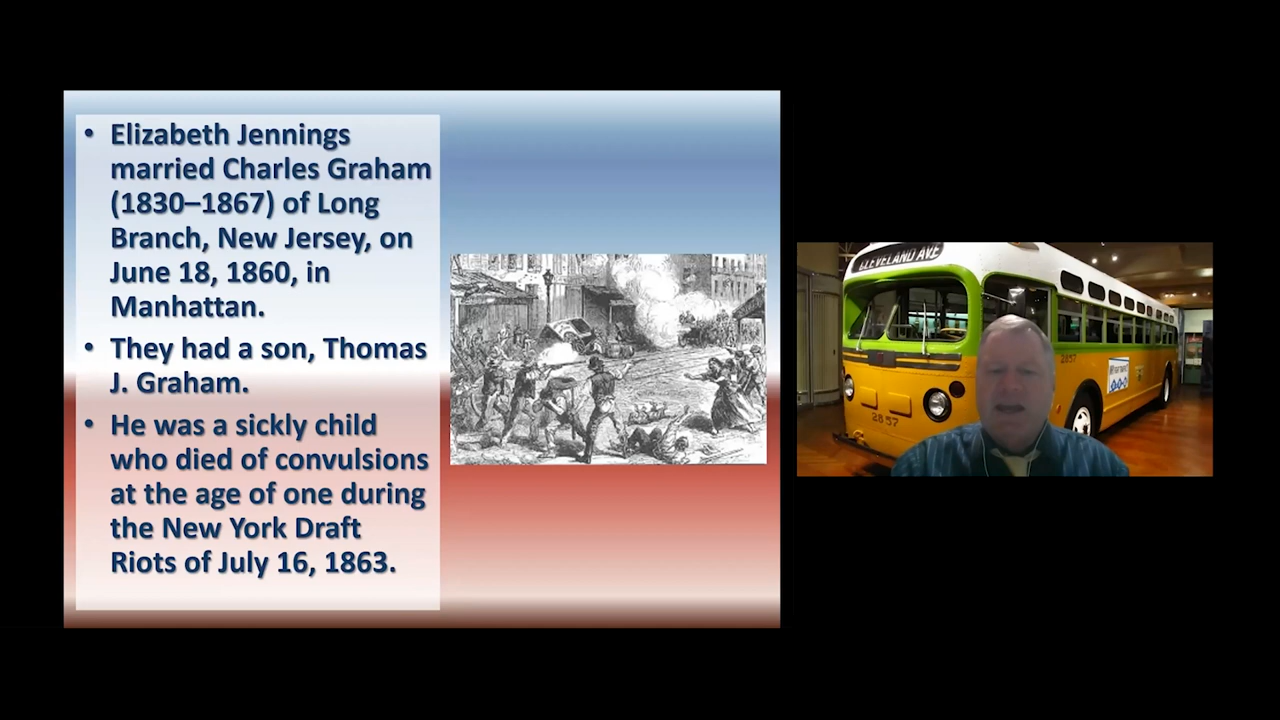 • Elizabeth Jennings
married Charles Graham
(1830–1867) of Long
Branch, New Jersey, on
June 18, 1860, in
Manhattan.
• They had a son, Thomas
J. Graham.
• He was a sickly child
who died of convulsions
at the age of one during
the New York Draft
Riots of July 16, 1863.
CLEVELAND AVE
2857
2857